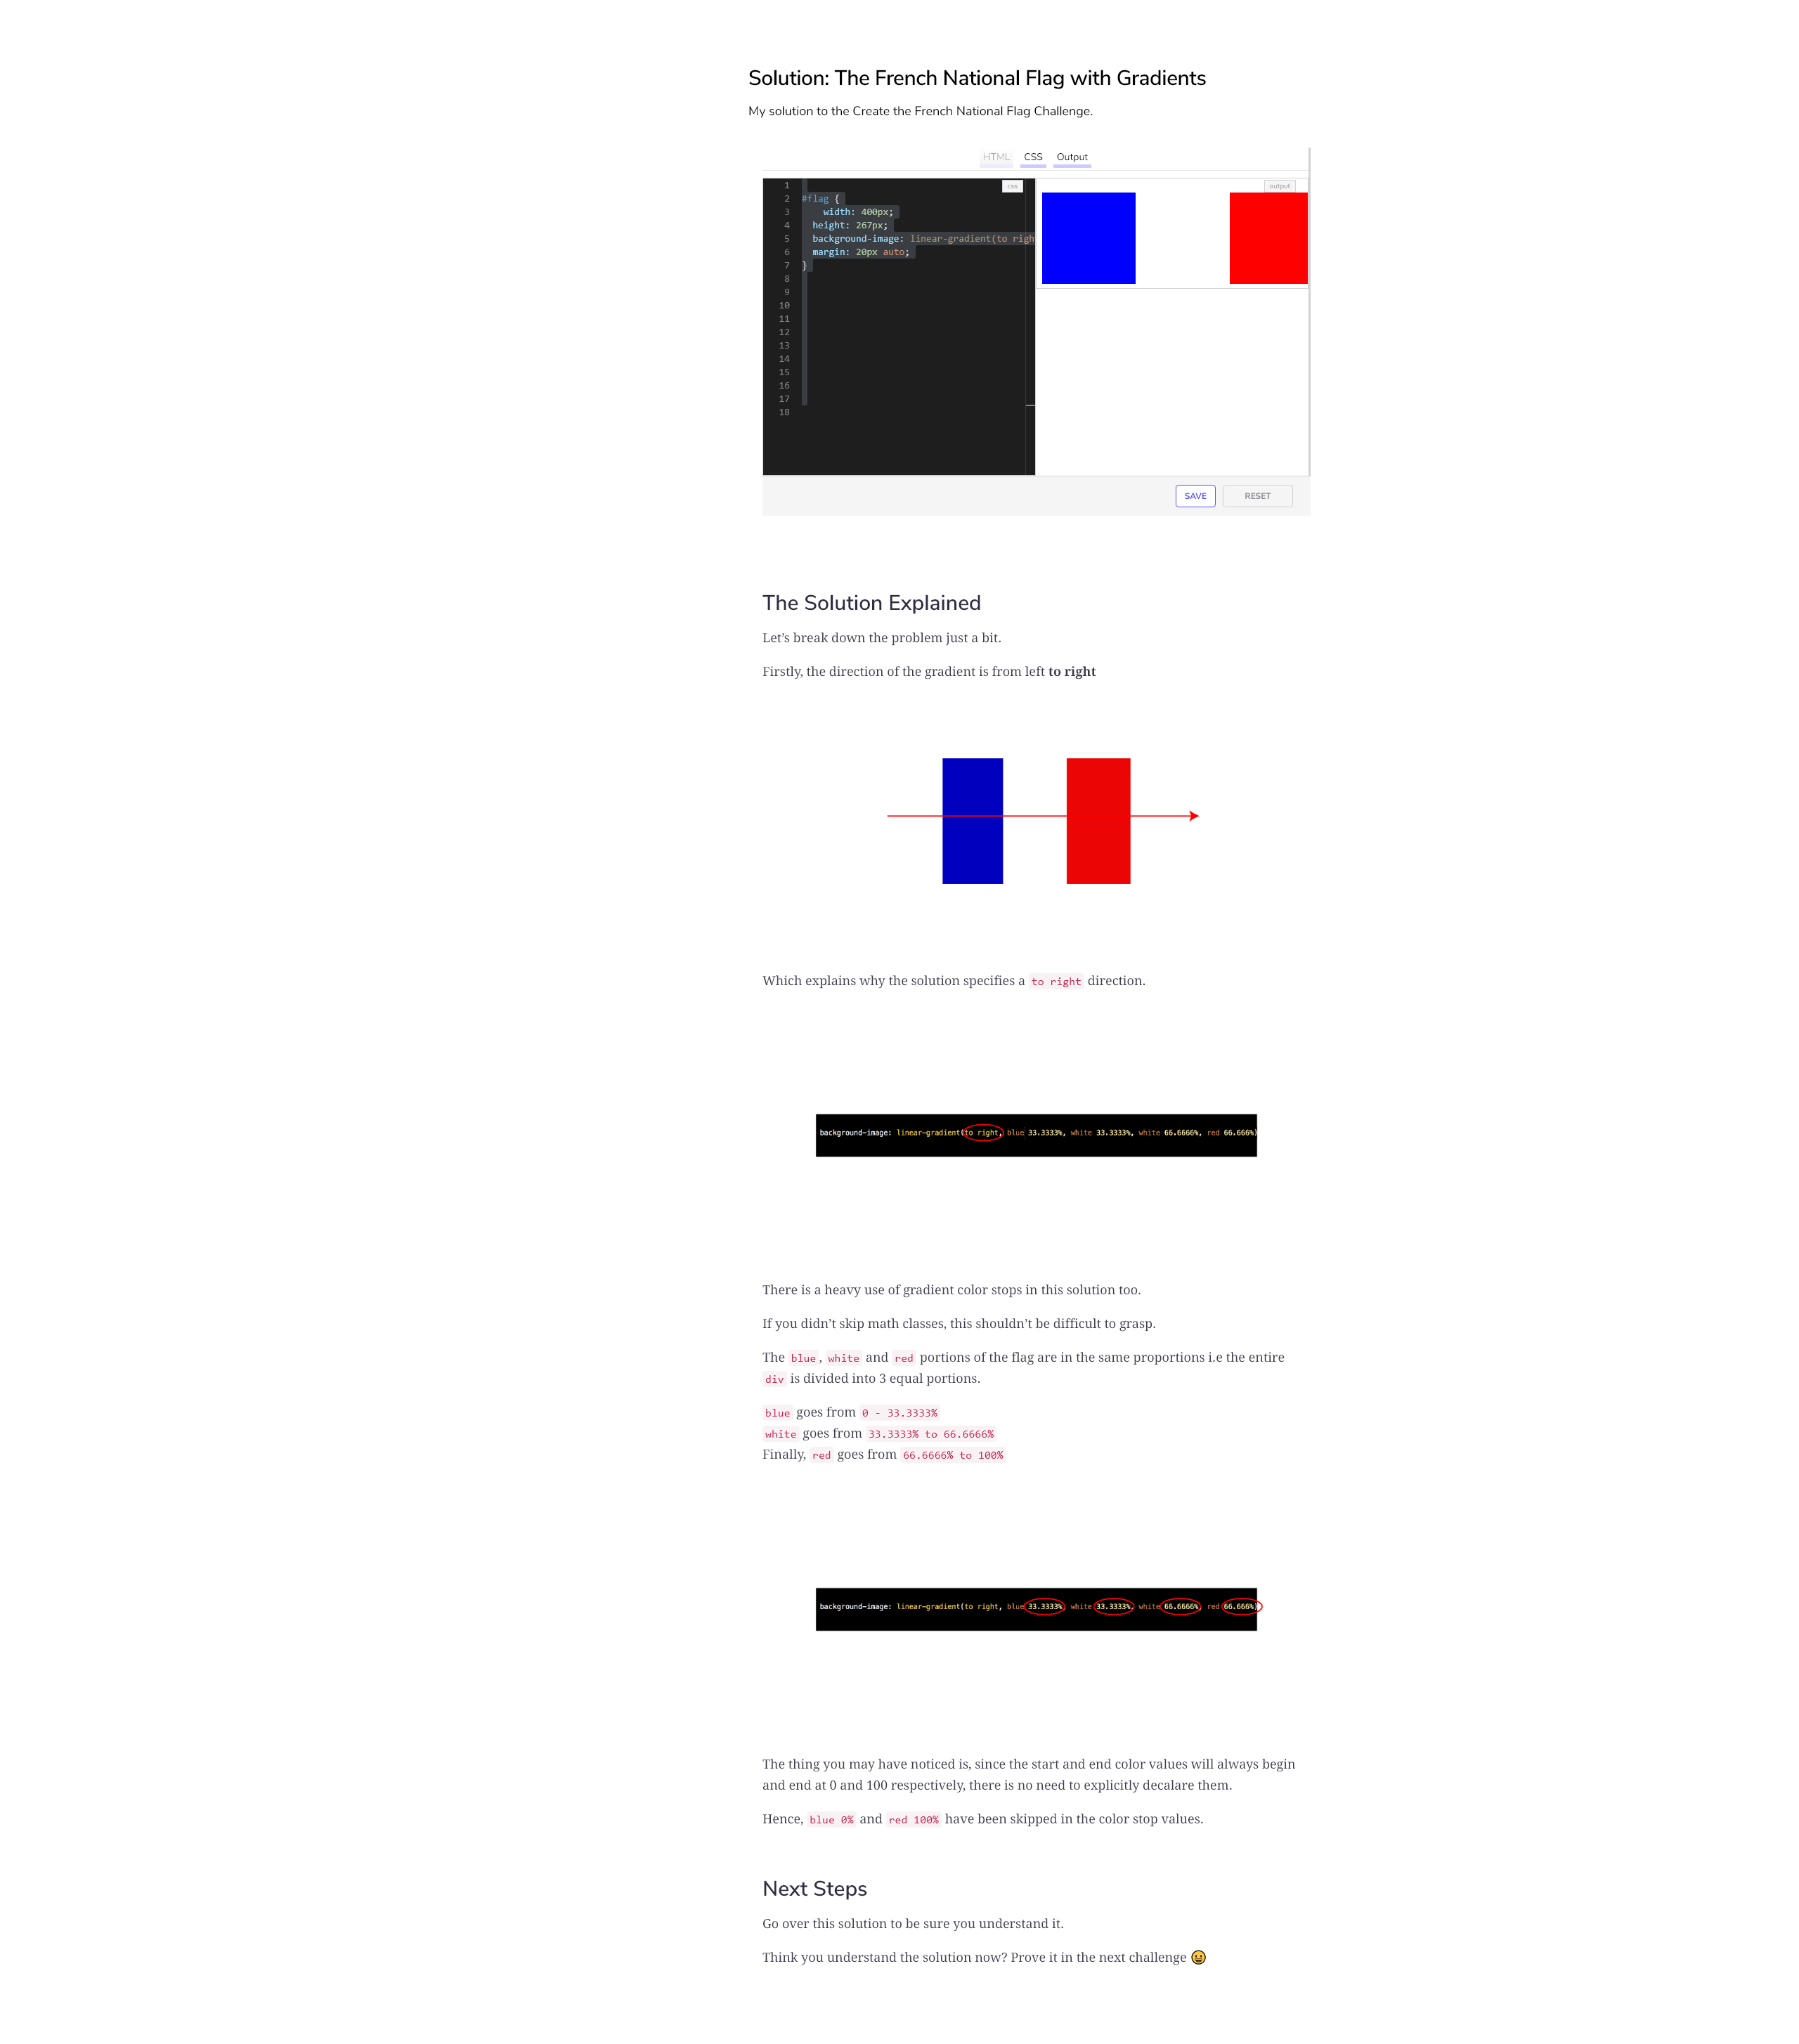 Solution: The French National Flag with Gradients
My solution to the Create the French National Flag Challenge.
HTML CSS Output
css
output
1
2 #flag {
3 width: 400px;
4 height: 267px;
5 background-image: linear-gradient(to righ
6 margin: 20px auto;
7 }
8
9
10
11
12
13
14
15
16
17
18
SAVE RESET
The Solution Explained
Let’s break down the problem just a bit.
Firstly, the direction of the gradient is from left to right
Which explains why the solution specifies a to right direction.
background-image: linear-gradient(to right, blue 33.3333%, white 33.3333%, white 66.6666%, red 66.666%)
There is a heavy use of gradient color stops in this solution too.
If you didn’t skip math classes, this shouldn’t be difficult to grasp.
The blue, white and red portions of the flag are in the same proportions i.e the entire
div is divided into 3 equal portions.
blue goes from 0 - 33.3333%
white goes from 33.3333% to 66.6666%
Finally, red goes from 66.6666% to 100%
background-image: linear-gradient(to right, blue 33.3333%, white 33.3333%, white 66.6666%, red 66.666%)
The thing you may have noticed is, since the start and end color values will always begin
and end at 0 and 100 respectively, there is no need to explicitly decalare them.
Hence, blue 0% and red 100% have been skipped in the color stop values.
Next Steps
Go over this solution to be sure you understand it.
Think you understand the solution now? Prove it in the next challenge 😀